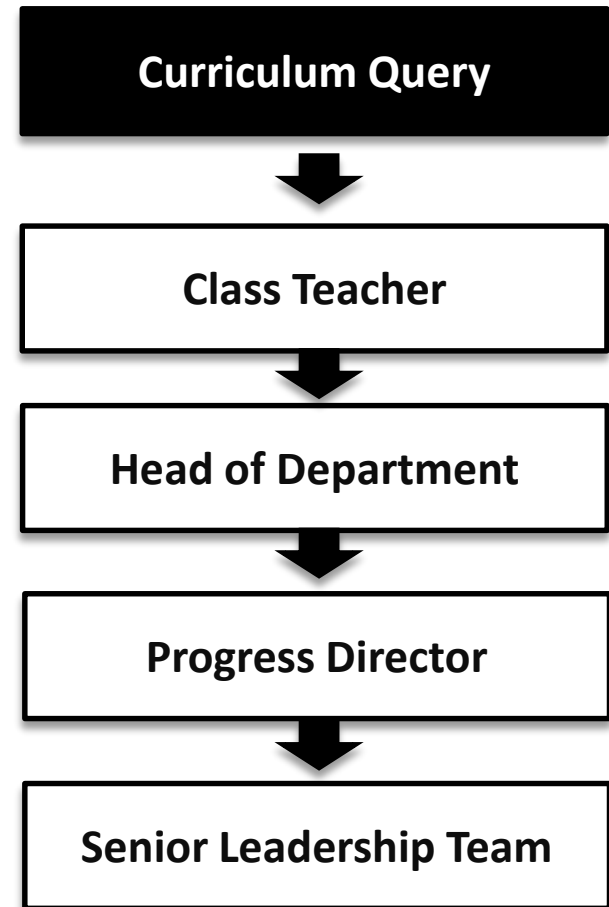 Curriculum Query
Class Teacher
Head of Department
Progress Director
Senior Leadership Team